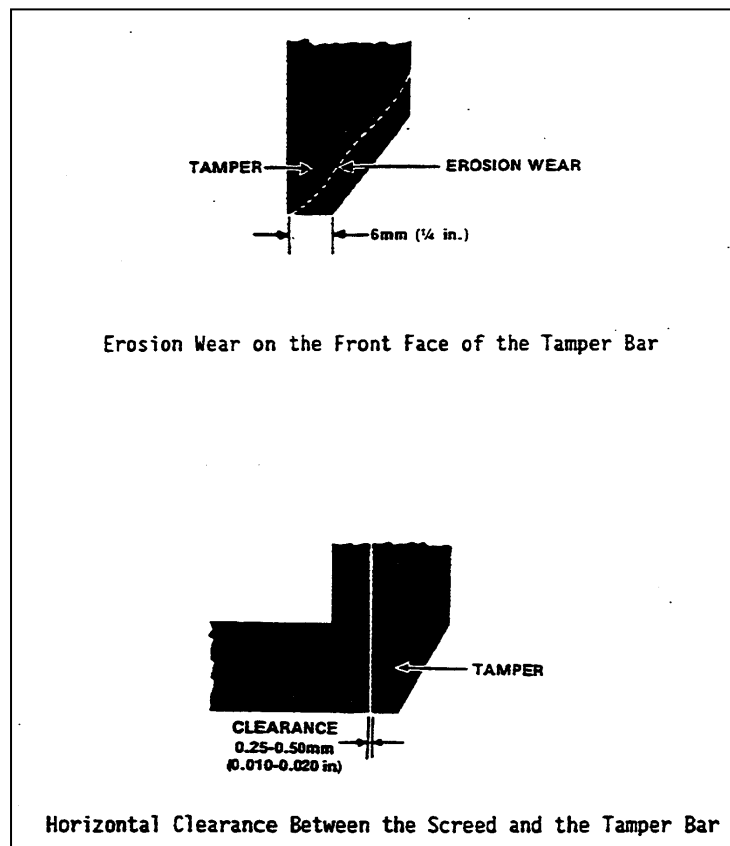 TAMPER
EROSION WEAR
6mm (¼ in.)
Erosion Wear on the Front Face of the Tamper Bar
TAMPER
CLEARANCE
0.25-0.50mm
(0.010-0.020 in)
Horizontal Clearance Between the Screed and the Tamper Bar